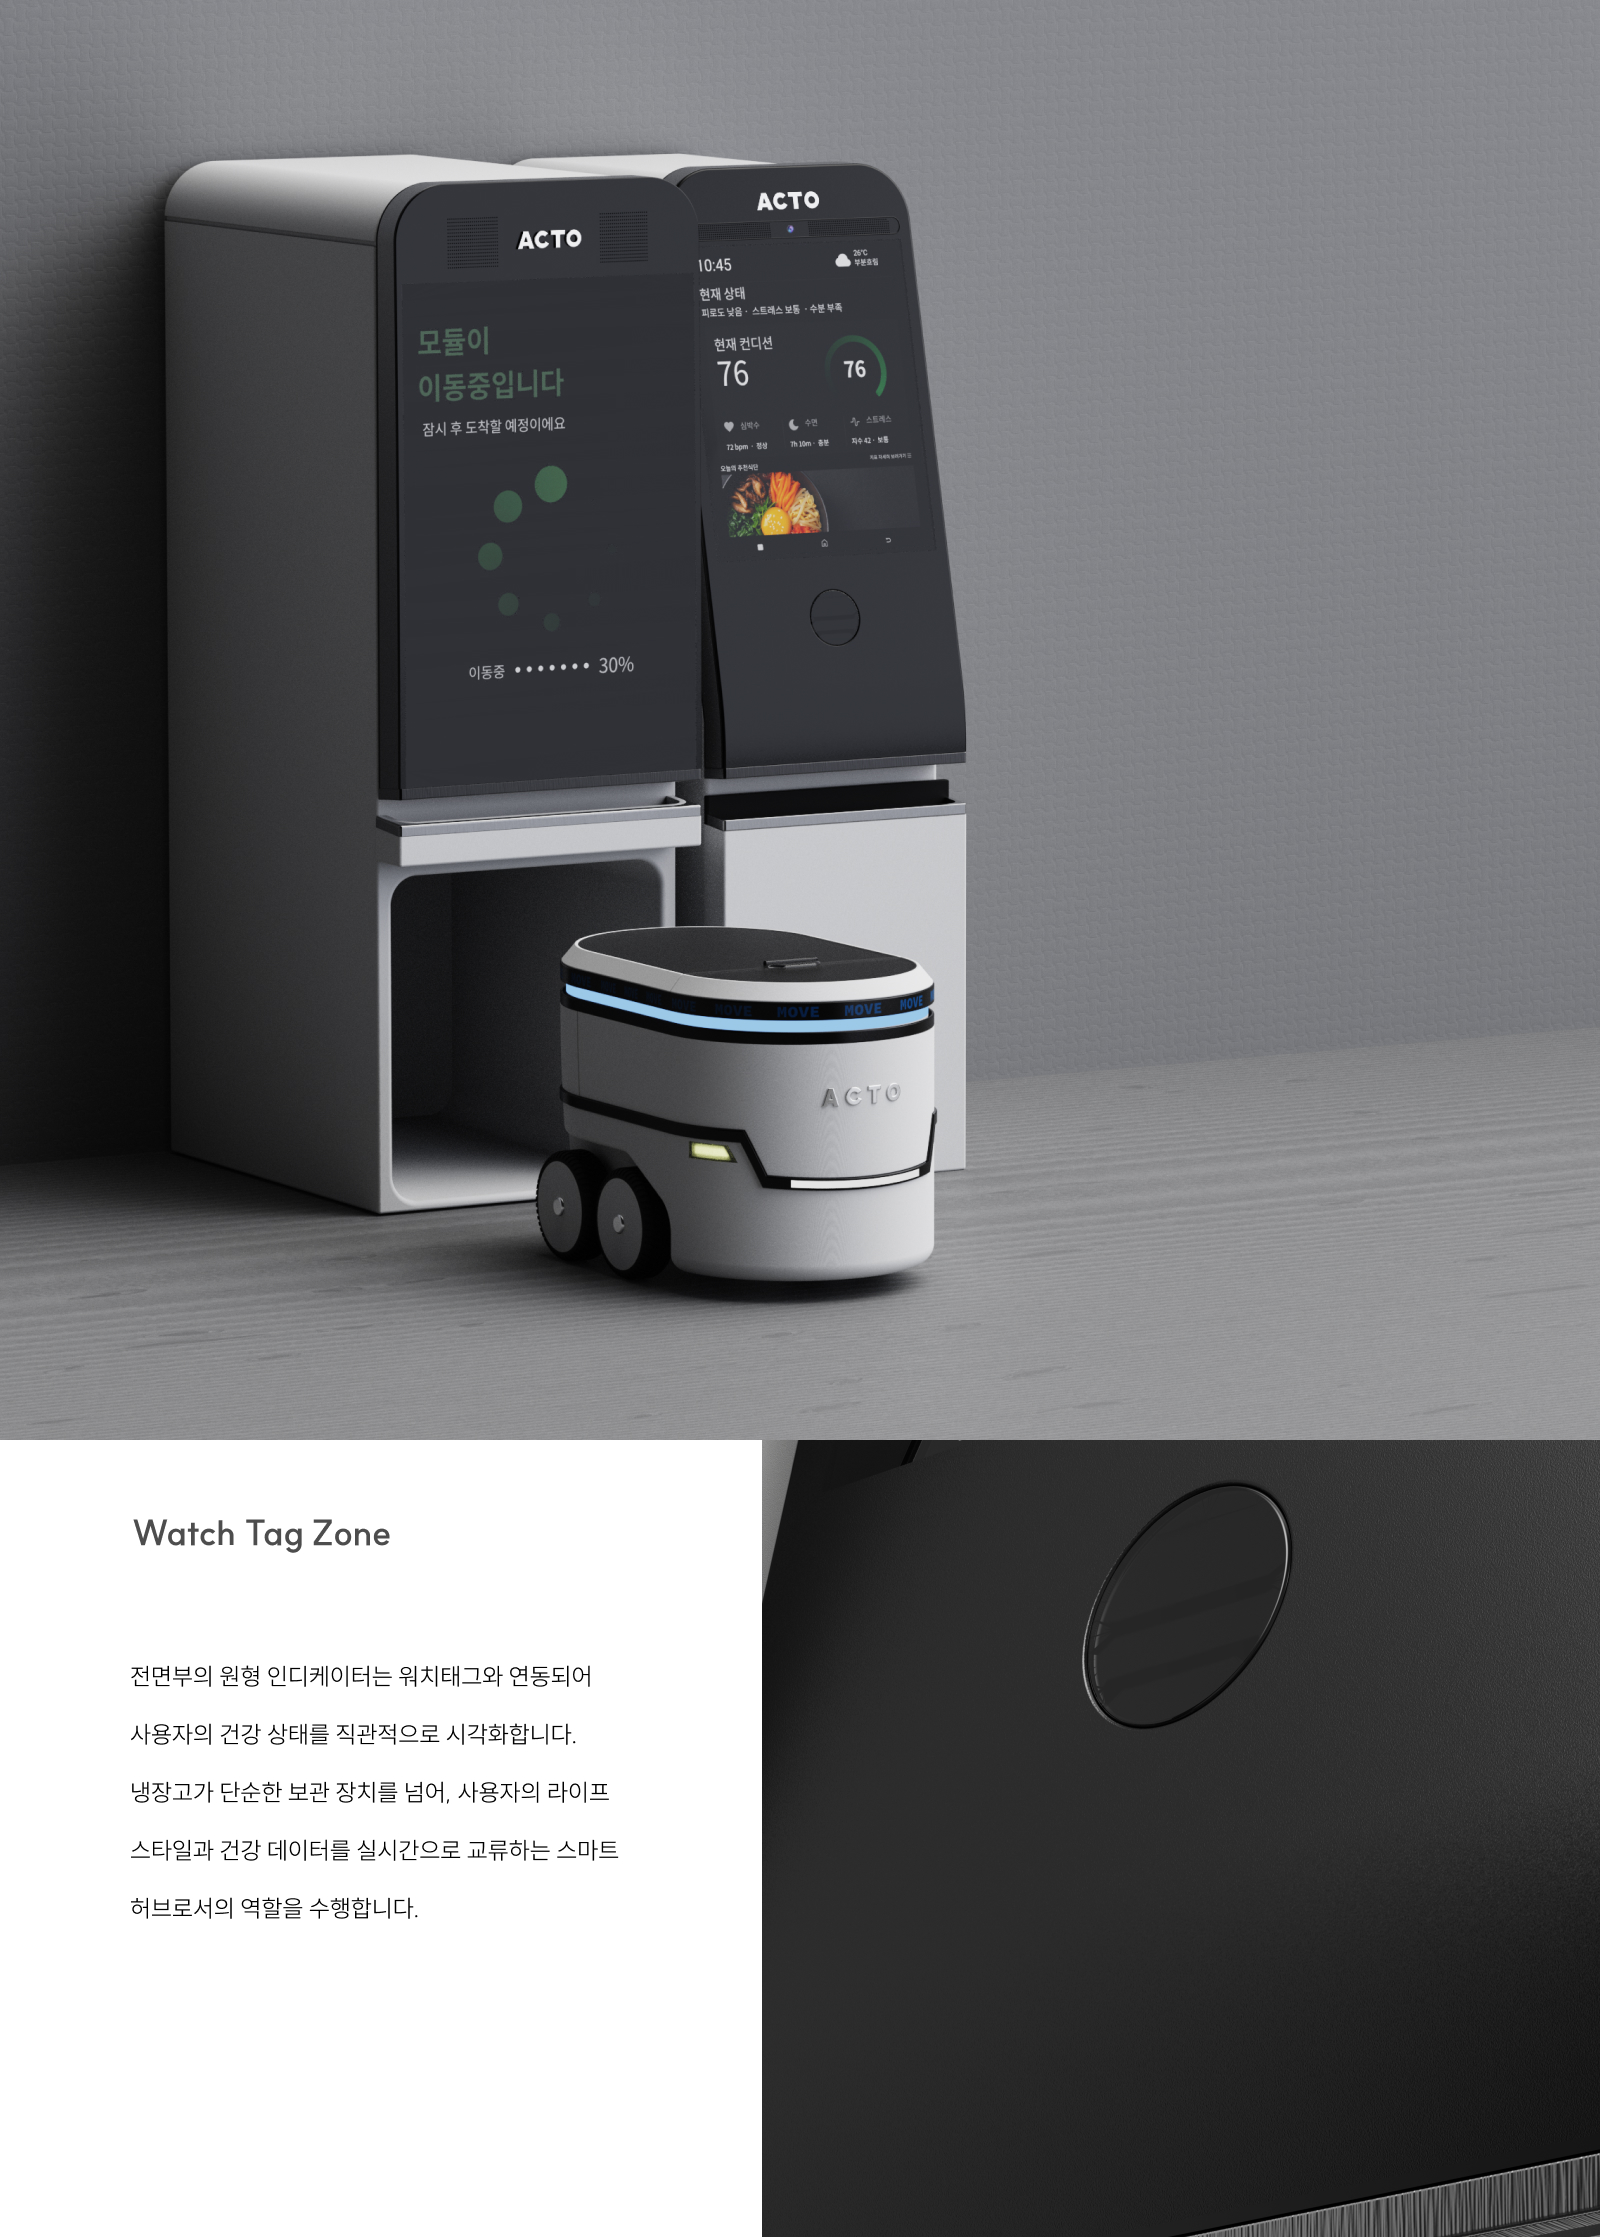 ACTO
모듈이
이동중입니다
잠시 후 도착할 예정이에요
이동중 30%
ACTO
10:45
26°C
부분흐림
현재 상태
피로도 낮음 · 스트레스 보통 · 수분 부족
현재 컨디션
76
76
심박수 수면 스트레스
72 bpm · 정상 7h 10m · 충분 지수 42 · 보통
오늘의 추천식단
MOVE MOVE MOVE MOVE
ACTO
Watch Tag Zone
전면부의 원형 인디케이터는 워치태그와 연동되어
사용자의 건강 상태를 직관적으로 시각화합니다.
냉장고가 단순한 보관 장치를 넘어, 사용자의 라이프
스타일과 건강 데이터를 실시간으로 교류하는 스마트
허브로서의 역할을 수행합니다.